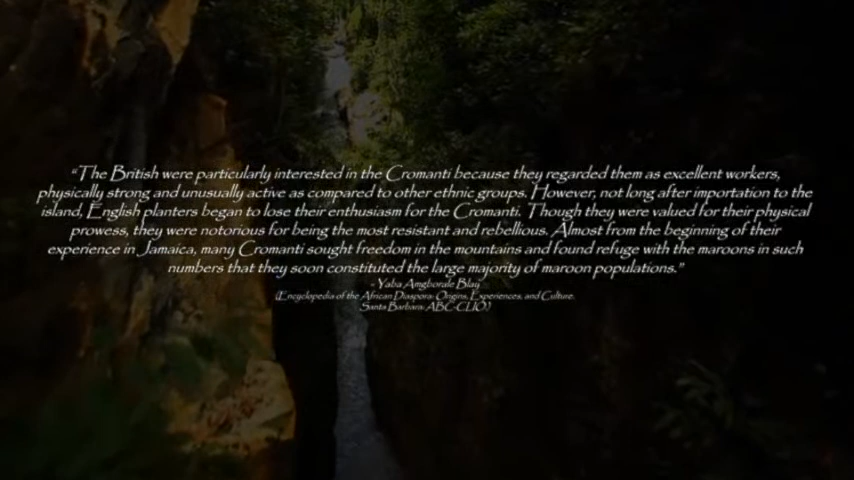 "The British were particularly interested in the Cromanti because they regarded them as excellent workers,
physically strong and unusually active as compared to other ethnic groups. However, not long after importation to the
island, English planters began to lose their enthusiasm for the Cromanti. Though they were valued for their physical
prowess, they were notorious for being the most resistant and rebellious. Almost from the beginning of their
experience in Jamaica, many Cromanti sought freedom in the mountains and found refuge with the maroons in such
numbers that they soon constituted the large majority of maroon populations."
- Yaba Amgborale Blay
(Encyclopedia of the African Diaspora: Origins, Experiences, and Culture.
Santa Barbara: ABC-CLIO.)